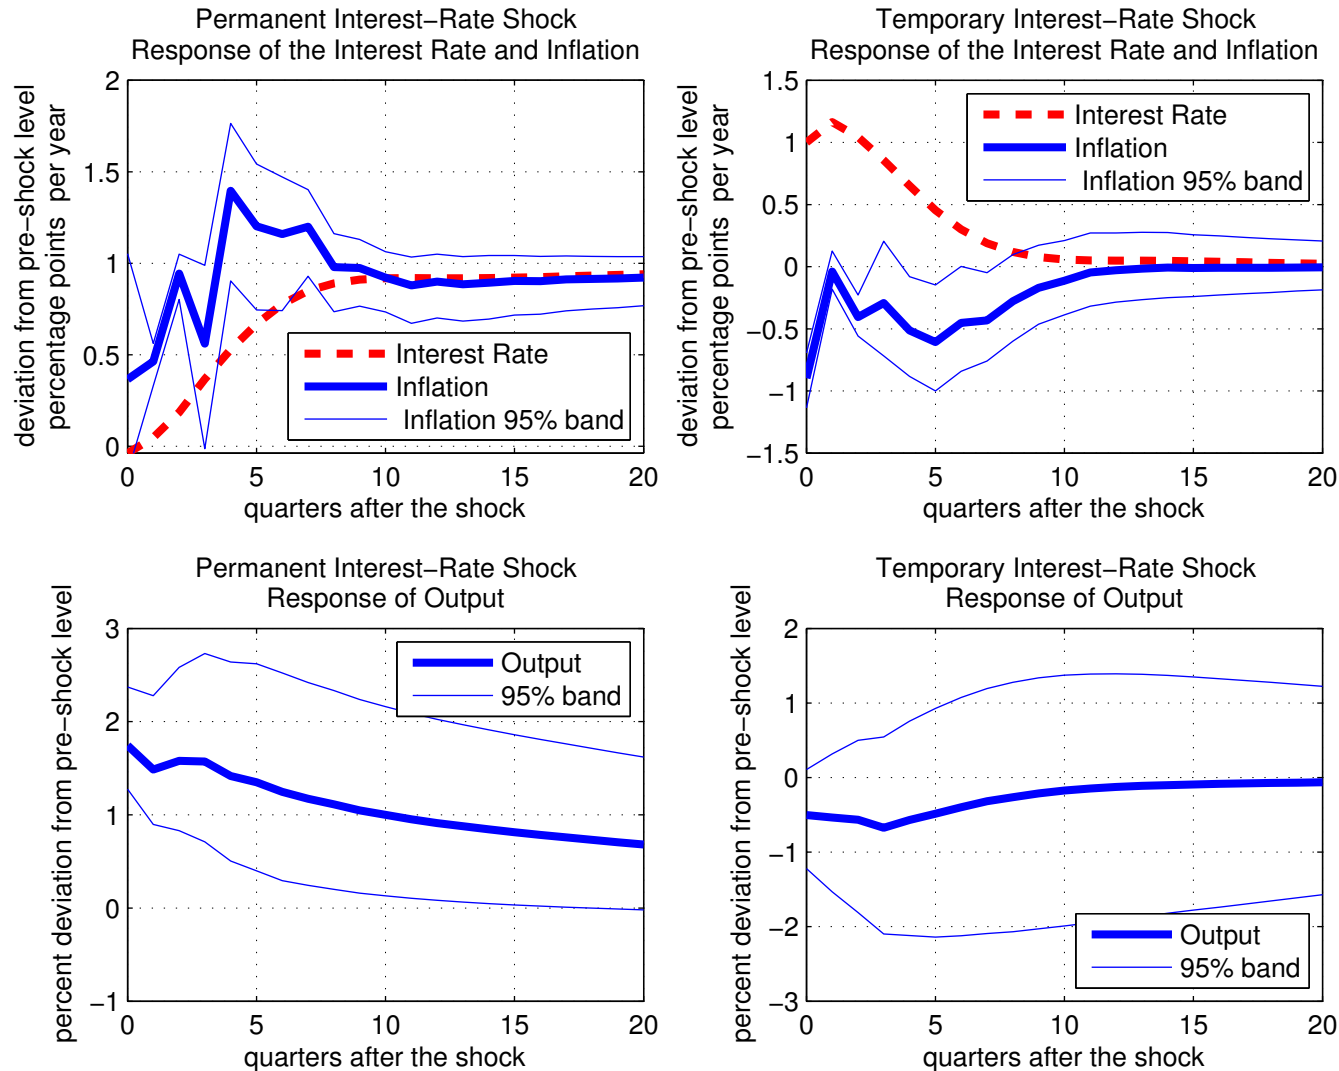 Permanent Interest−Rate Shock
Response of the Interest Rate and Inflation
deviation from pre−shock level
percentage points per year
2
1.5
1
0.5
0
Interest Rate
Inflation
Inflation 95% band
0 5 10 15 20
quarters after the shock
Temporary Interest−Rate Shock
Response of the Interest Rate and Inflation
deviation from pre−shock level
percentage points per year
1.5
1
0.5
0
−0.5
−1
−1.5
Interest Rate
Inflation
Inflation 95% band
0 5 10 15 20
quarters after the shock
Permanent Interest−Rate Shock
Response of Output
percent deviation from pre−shock level
3
2
1
0
−1
Output
95% band
0 5 10 15 20
quarters after the shock
Temporary Interest−Rate Shock
Response of Output
percent deviation from pre−shock level
2
1
0
−1
−2
−3
Output
95% band
0 5 10 15 20
quarters after the shock